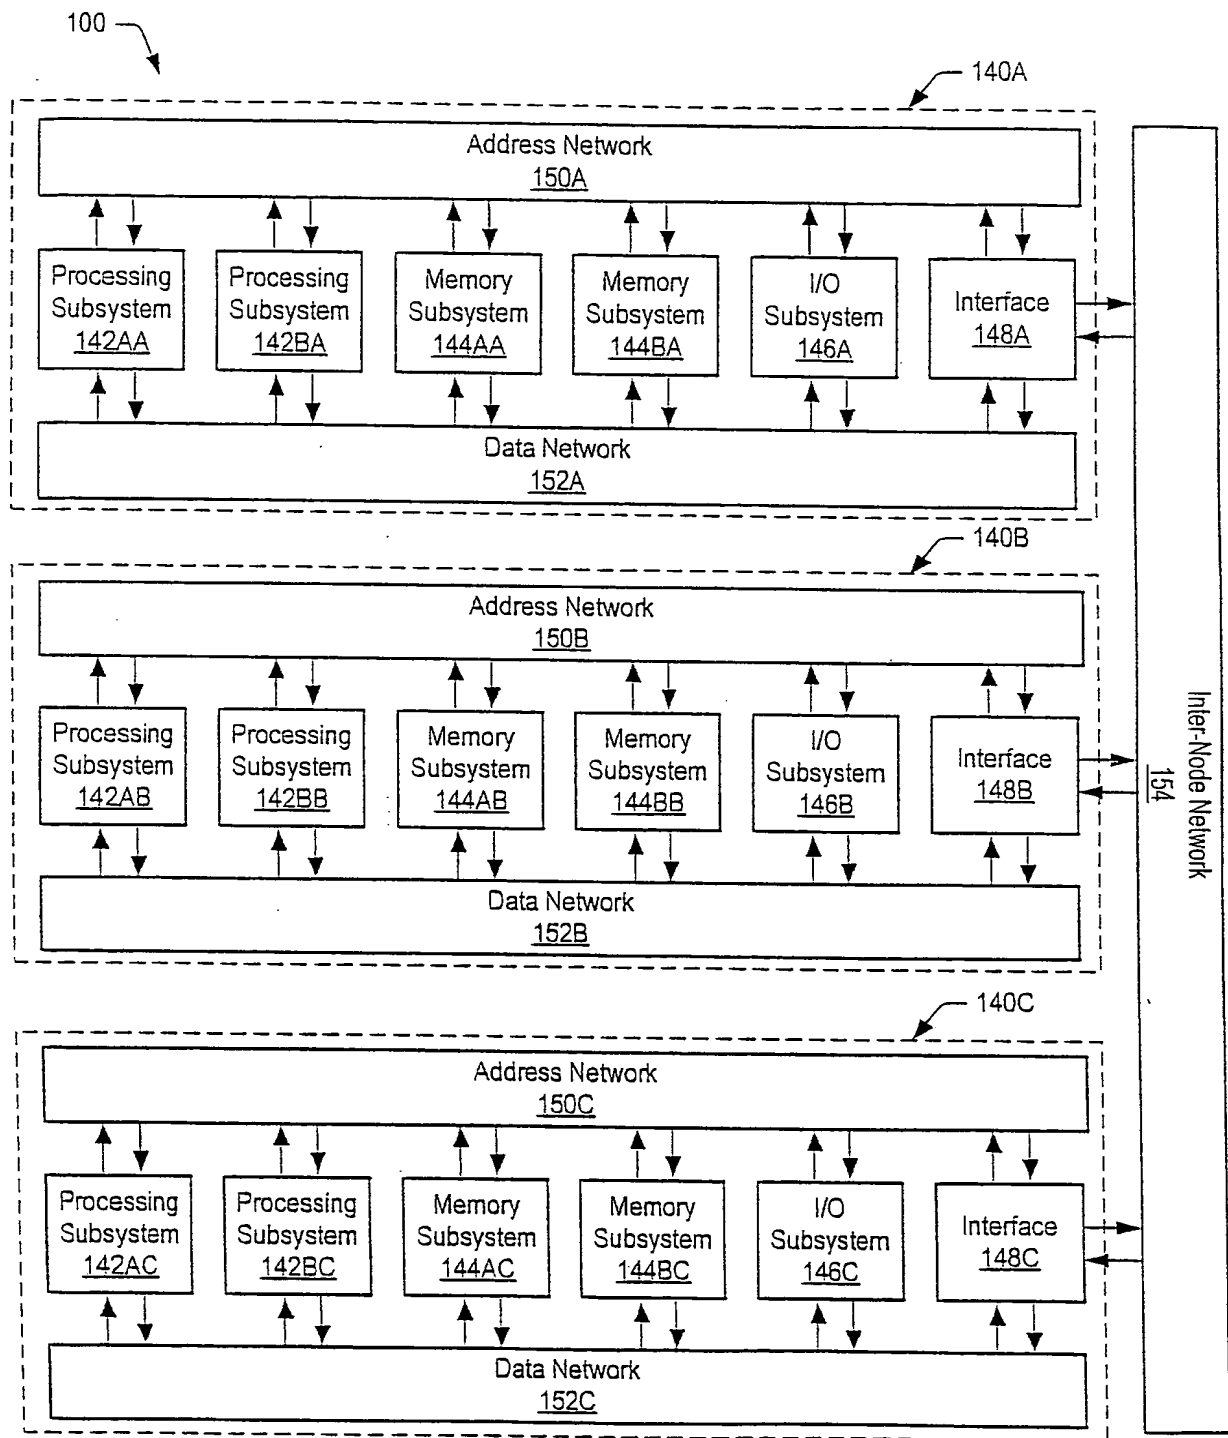 100
140A
Address Network
150A
Processing
Subsystem
142AA
Processing
Subsystem
142BA
Memory
Subsystem
144AA
Memory
Subsystem
144BA
I/O
Subsystem
146A
Interface
148A
Data Network
152A
140B
Address Network
150B
Processing
Subsystem
142AB
Processing
Subsystem
142BB
Memory
Subsystem
144AB
Memory
Subsystem
144BB
I/O
Subsystem
146B
Interface
148B
Data Network
152B
140C
Address Network
150C
Processing
Subsystem
142AC
Processing
Subsystem
142BC
Memory
Subsystem
144AC
Memory
Subsystem
144BC
I/O
Subsystem
146C
Interface
148C
Data Network
152C
Inter-Node Network
154